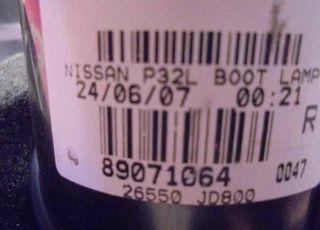 NISSAN P32L BOOT LAMP
24/06/07 00:21
R
89071064 0047
26550 JD800